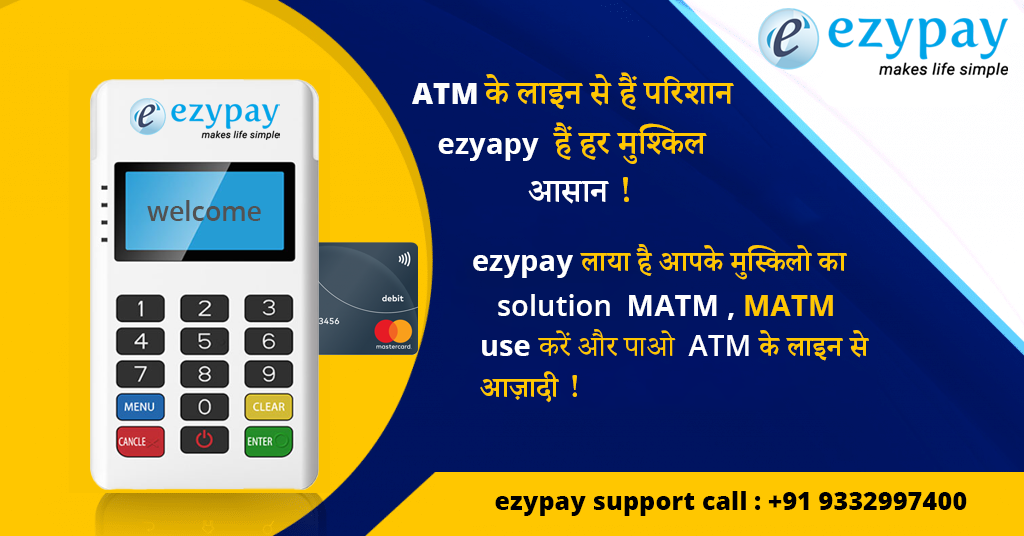 ezypay
makes life simple
ATM के लाइन से हैं परिशान
ezyapy हैं हर मुश्किल
आसान !
ezypay लाया है आपके मुस्किलो का
solution MATM , MATM
use करें और पाओ ATM के लाइन से
आज़ादी !
ezypay support call : +91 9332997400
ezypay
makes life simple
welcome
1 2 3
4 5 6
7 8 9
MENU 0 CLEAR
CANCLE ENTER
debit
3456
mastercard